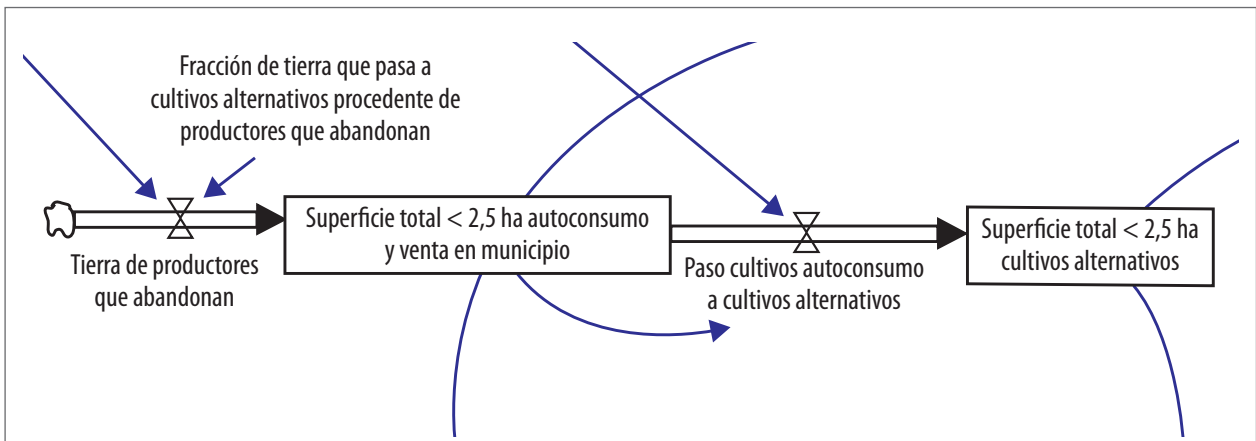 Fracción de tierra que pasa a
cultivos alternativos procedente de
productores que abandonan
Tierra de productores
que abandonan
Superficie total < 2,5 ha autoconsumo
y venta en municipio
Paso cultivos autoconsumo
a cultivos alternativos
Superficie total < 2,5 ha
cultivos alternativos